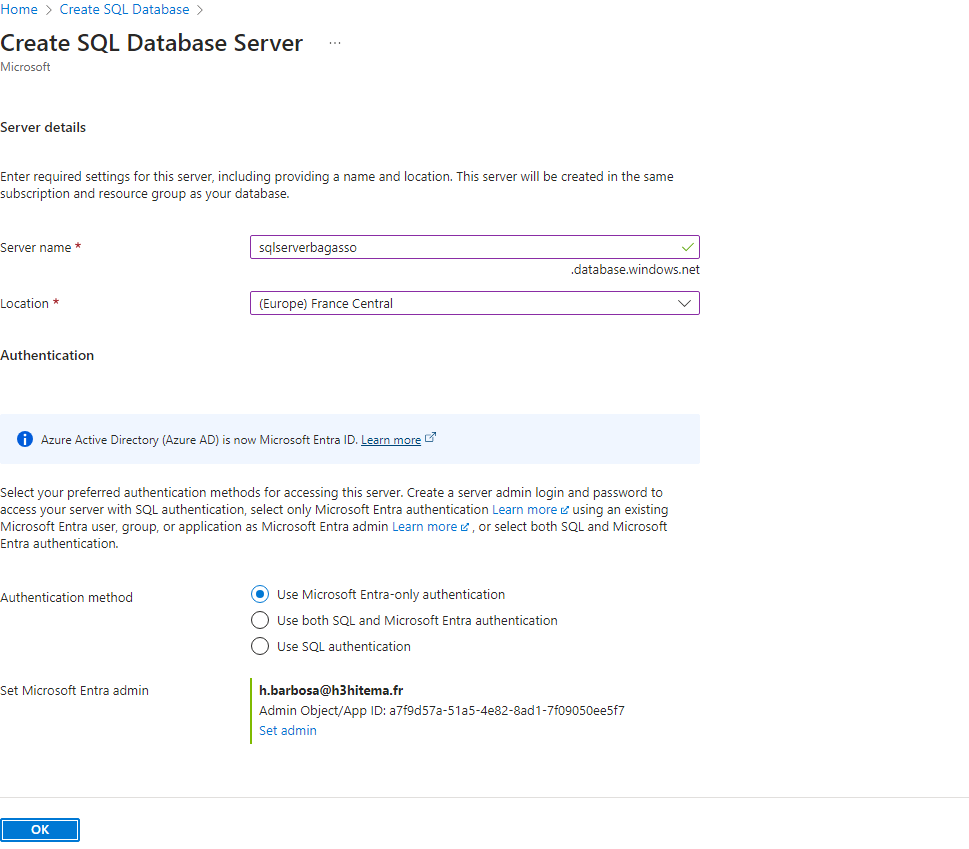 Home > Create SQL Database >
Create SQL Database Server ...
Microsoft
Server details
Enter required settings for this server, including providing a name and location. This server will be created in the same
subscription and resource group as your database.
Server name *
sqlserverbagasso
.database.windows.net
Location *
(Europe) France Central
Authentication
Azure Active Directory (Azure AD) is now Microsoft Entra ID. Learn more
Select your preferred authentication methods for accessing this server. Create a server admin login and password to
access your server with SQL authentication, select only Microsoft Entra authentication Learn more using an existing
Microsoft Entra user, group, or application as Microsoft Entra admin Learn more , or select both SQL and Microsoft
Entra authentication.
Authentication method
Use Microsoft Entra-only authentication
Use both SQL and Microsoft Entra authentication
Use SQL authentication
Set Microsoft Entra admin
h.barbosa@h3hitema.fr
Admin Object/App ID: a7f9d57a-51a5-4e82-8ad1-7f09050ee5f7
Set admin
OK